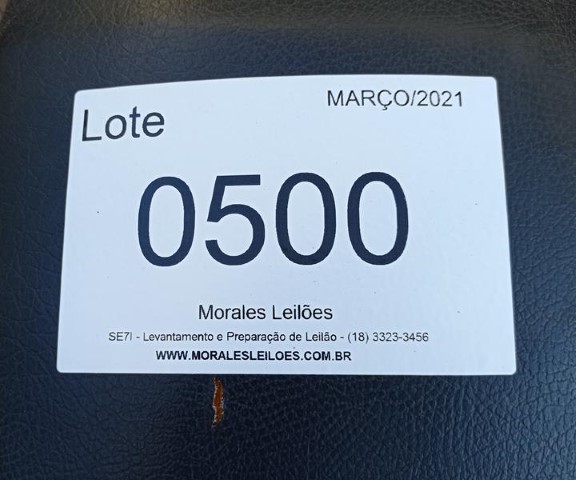 MARÇO/2021
Lote
0500
Morales Leilões
SE7I - Levantamento e Preparação de Leilão - (18) 3323-3456
WWW.MORALESLEILOES.COM.BR